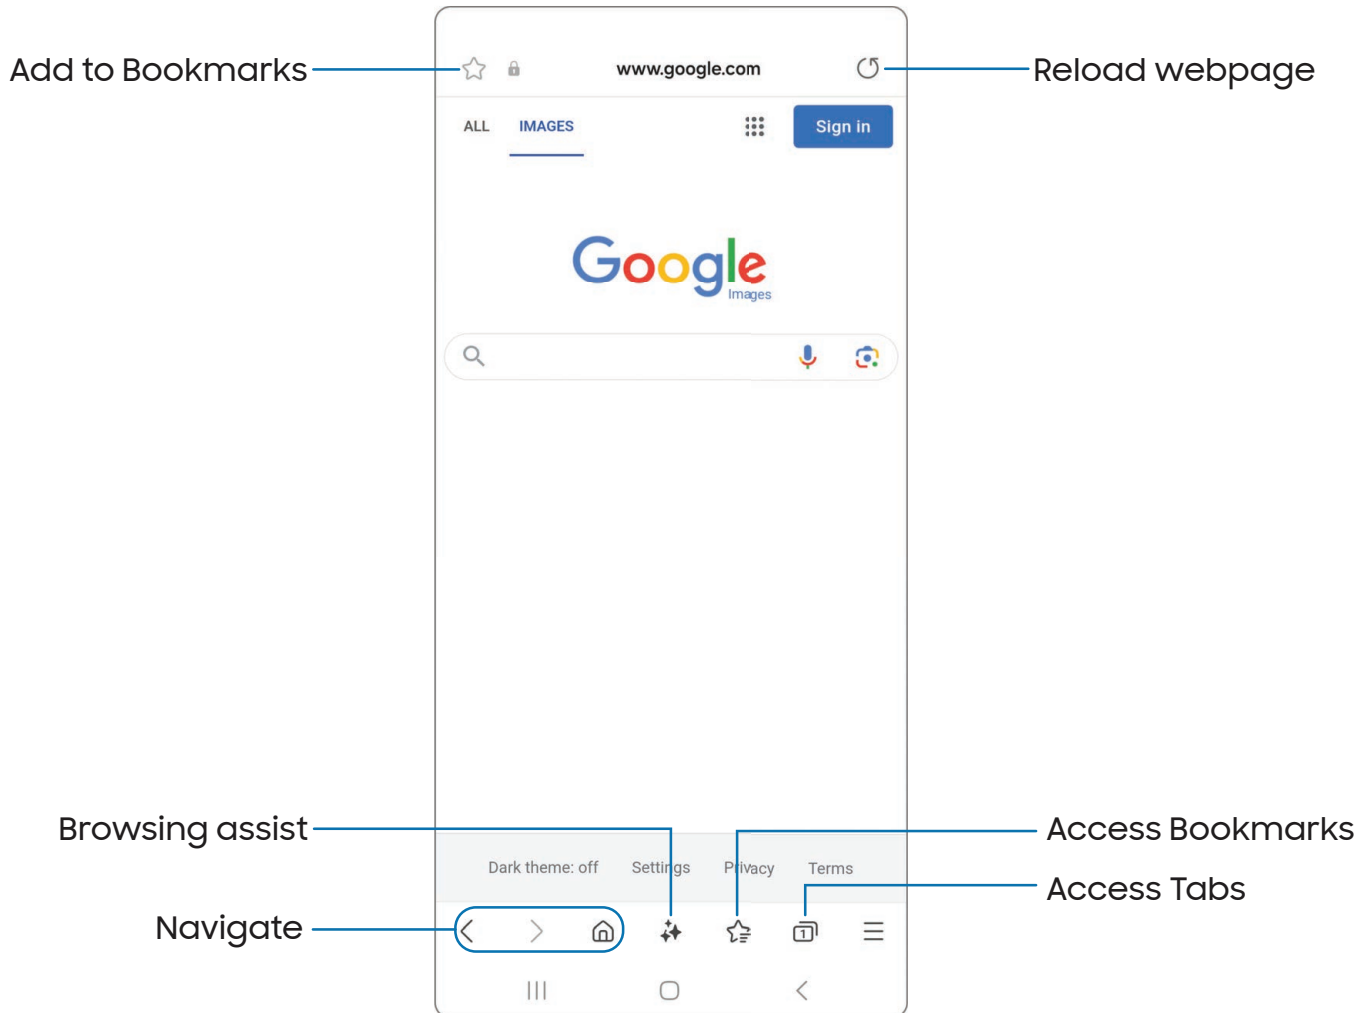 Add to Bookmarks
www.google.com
Reload webpage
ALL IMAGES
Sign in
Google
Images
Browsing assist
Access Bookmarks
Dark theme: off Settings Privacy Terms
Access Tabs
Navigate
1